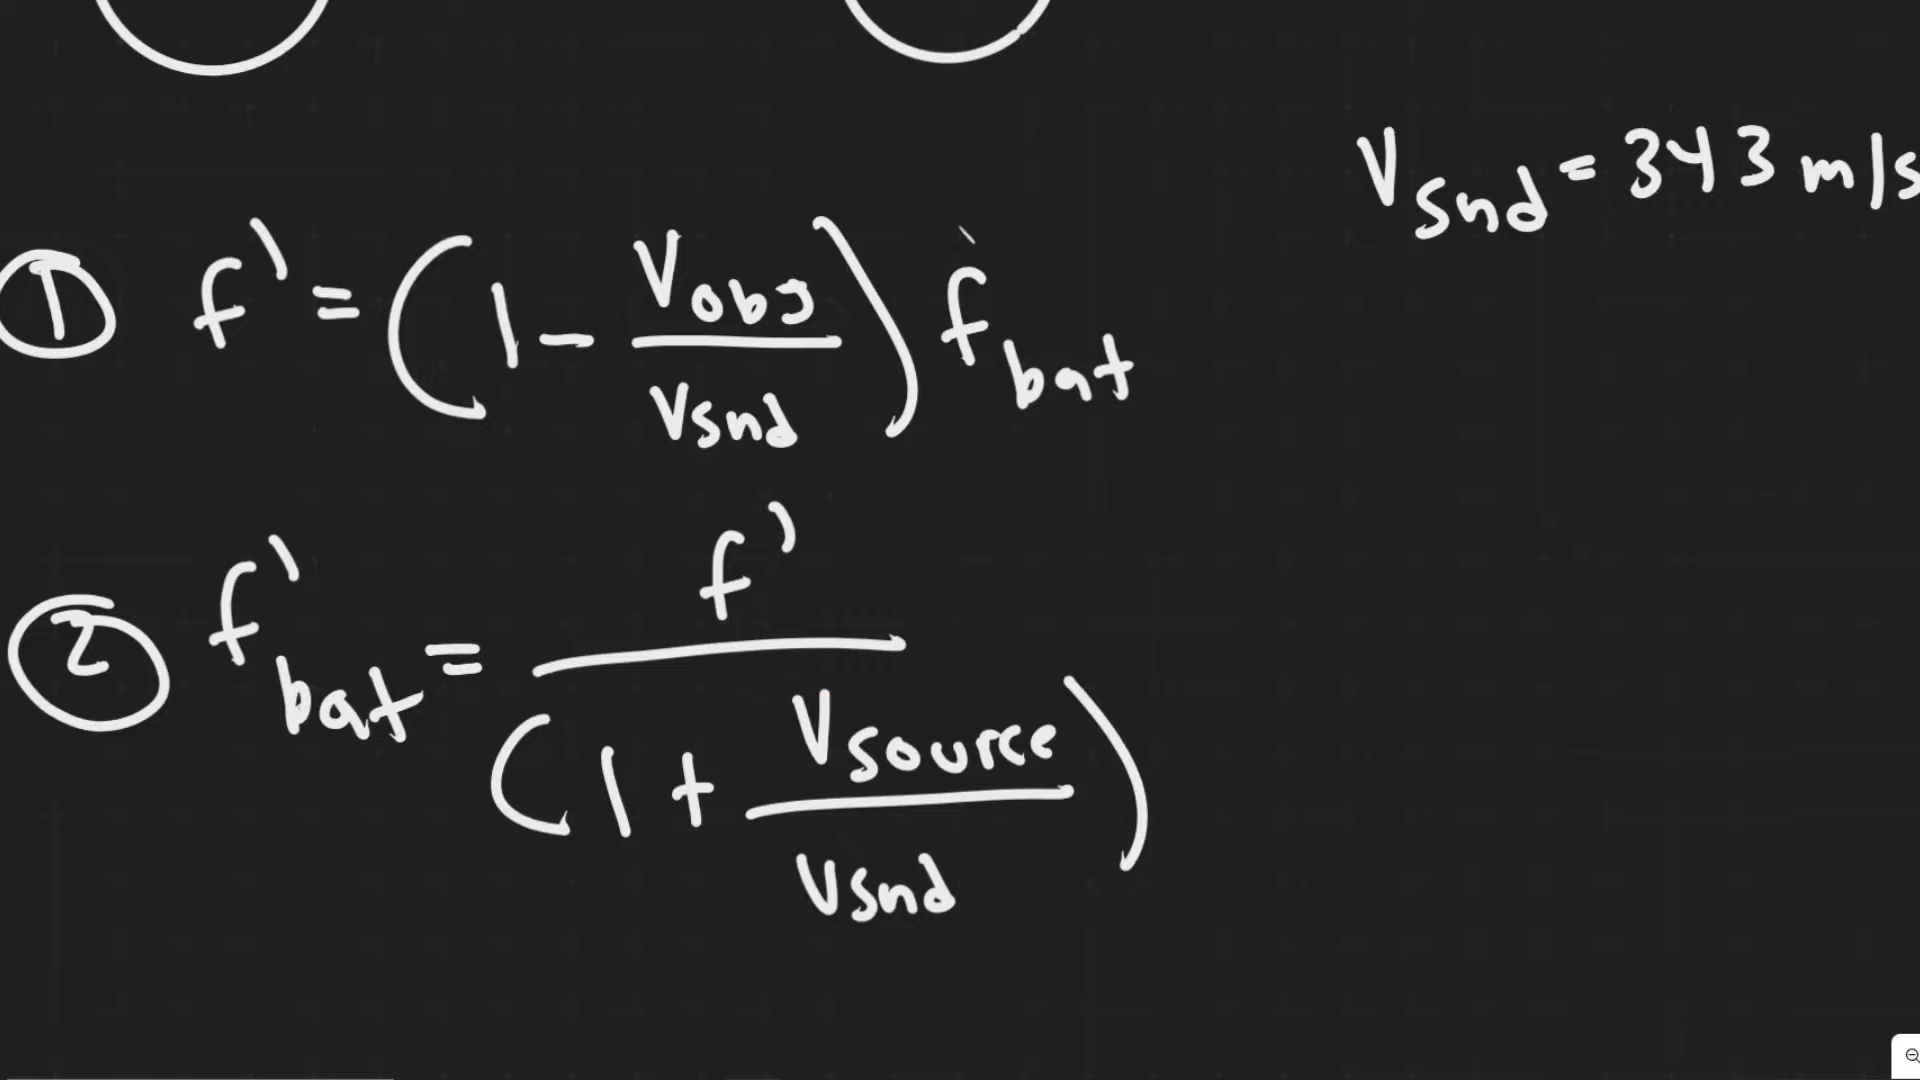 V_snd = 343 m/s
① f' = (1 - V_obs / V_snd) f_bat
② f'_bat = f' / (1 + V_source / V_snd)